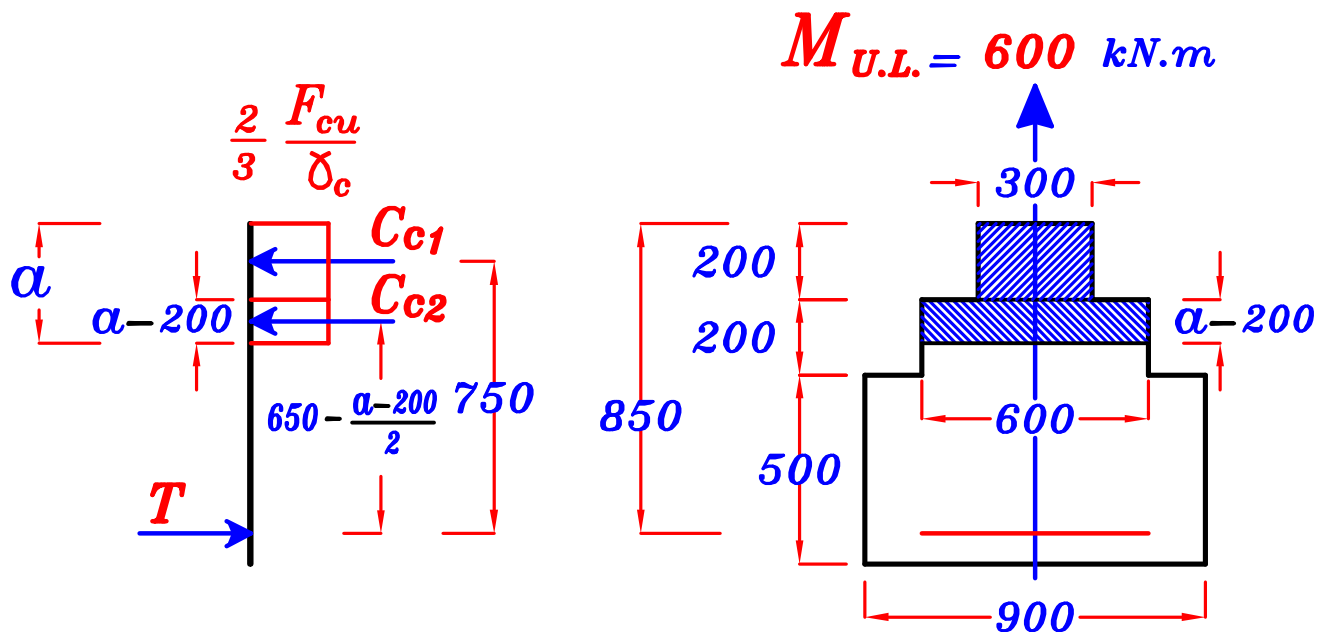 M U.L. = 600 kN.m
2/3 Fcu/γc
300
Cc1
Cc2
a
a-200
200
200
a-200
650 - (a-200)/2
750
850
600
500
T
900